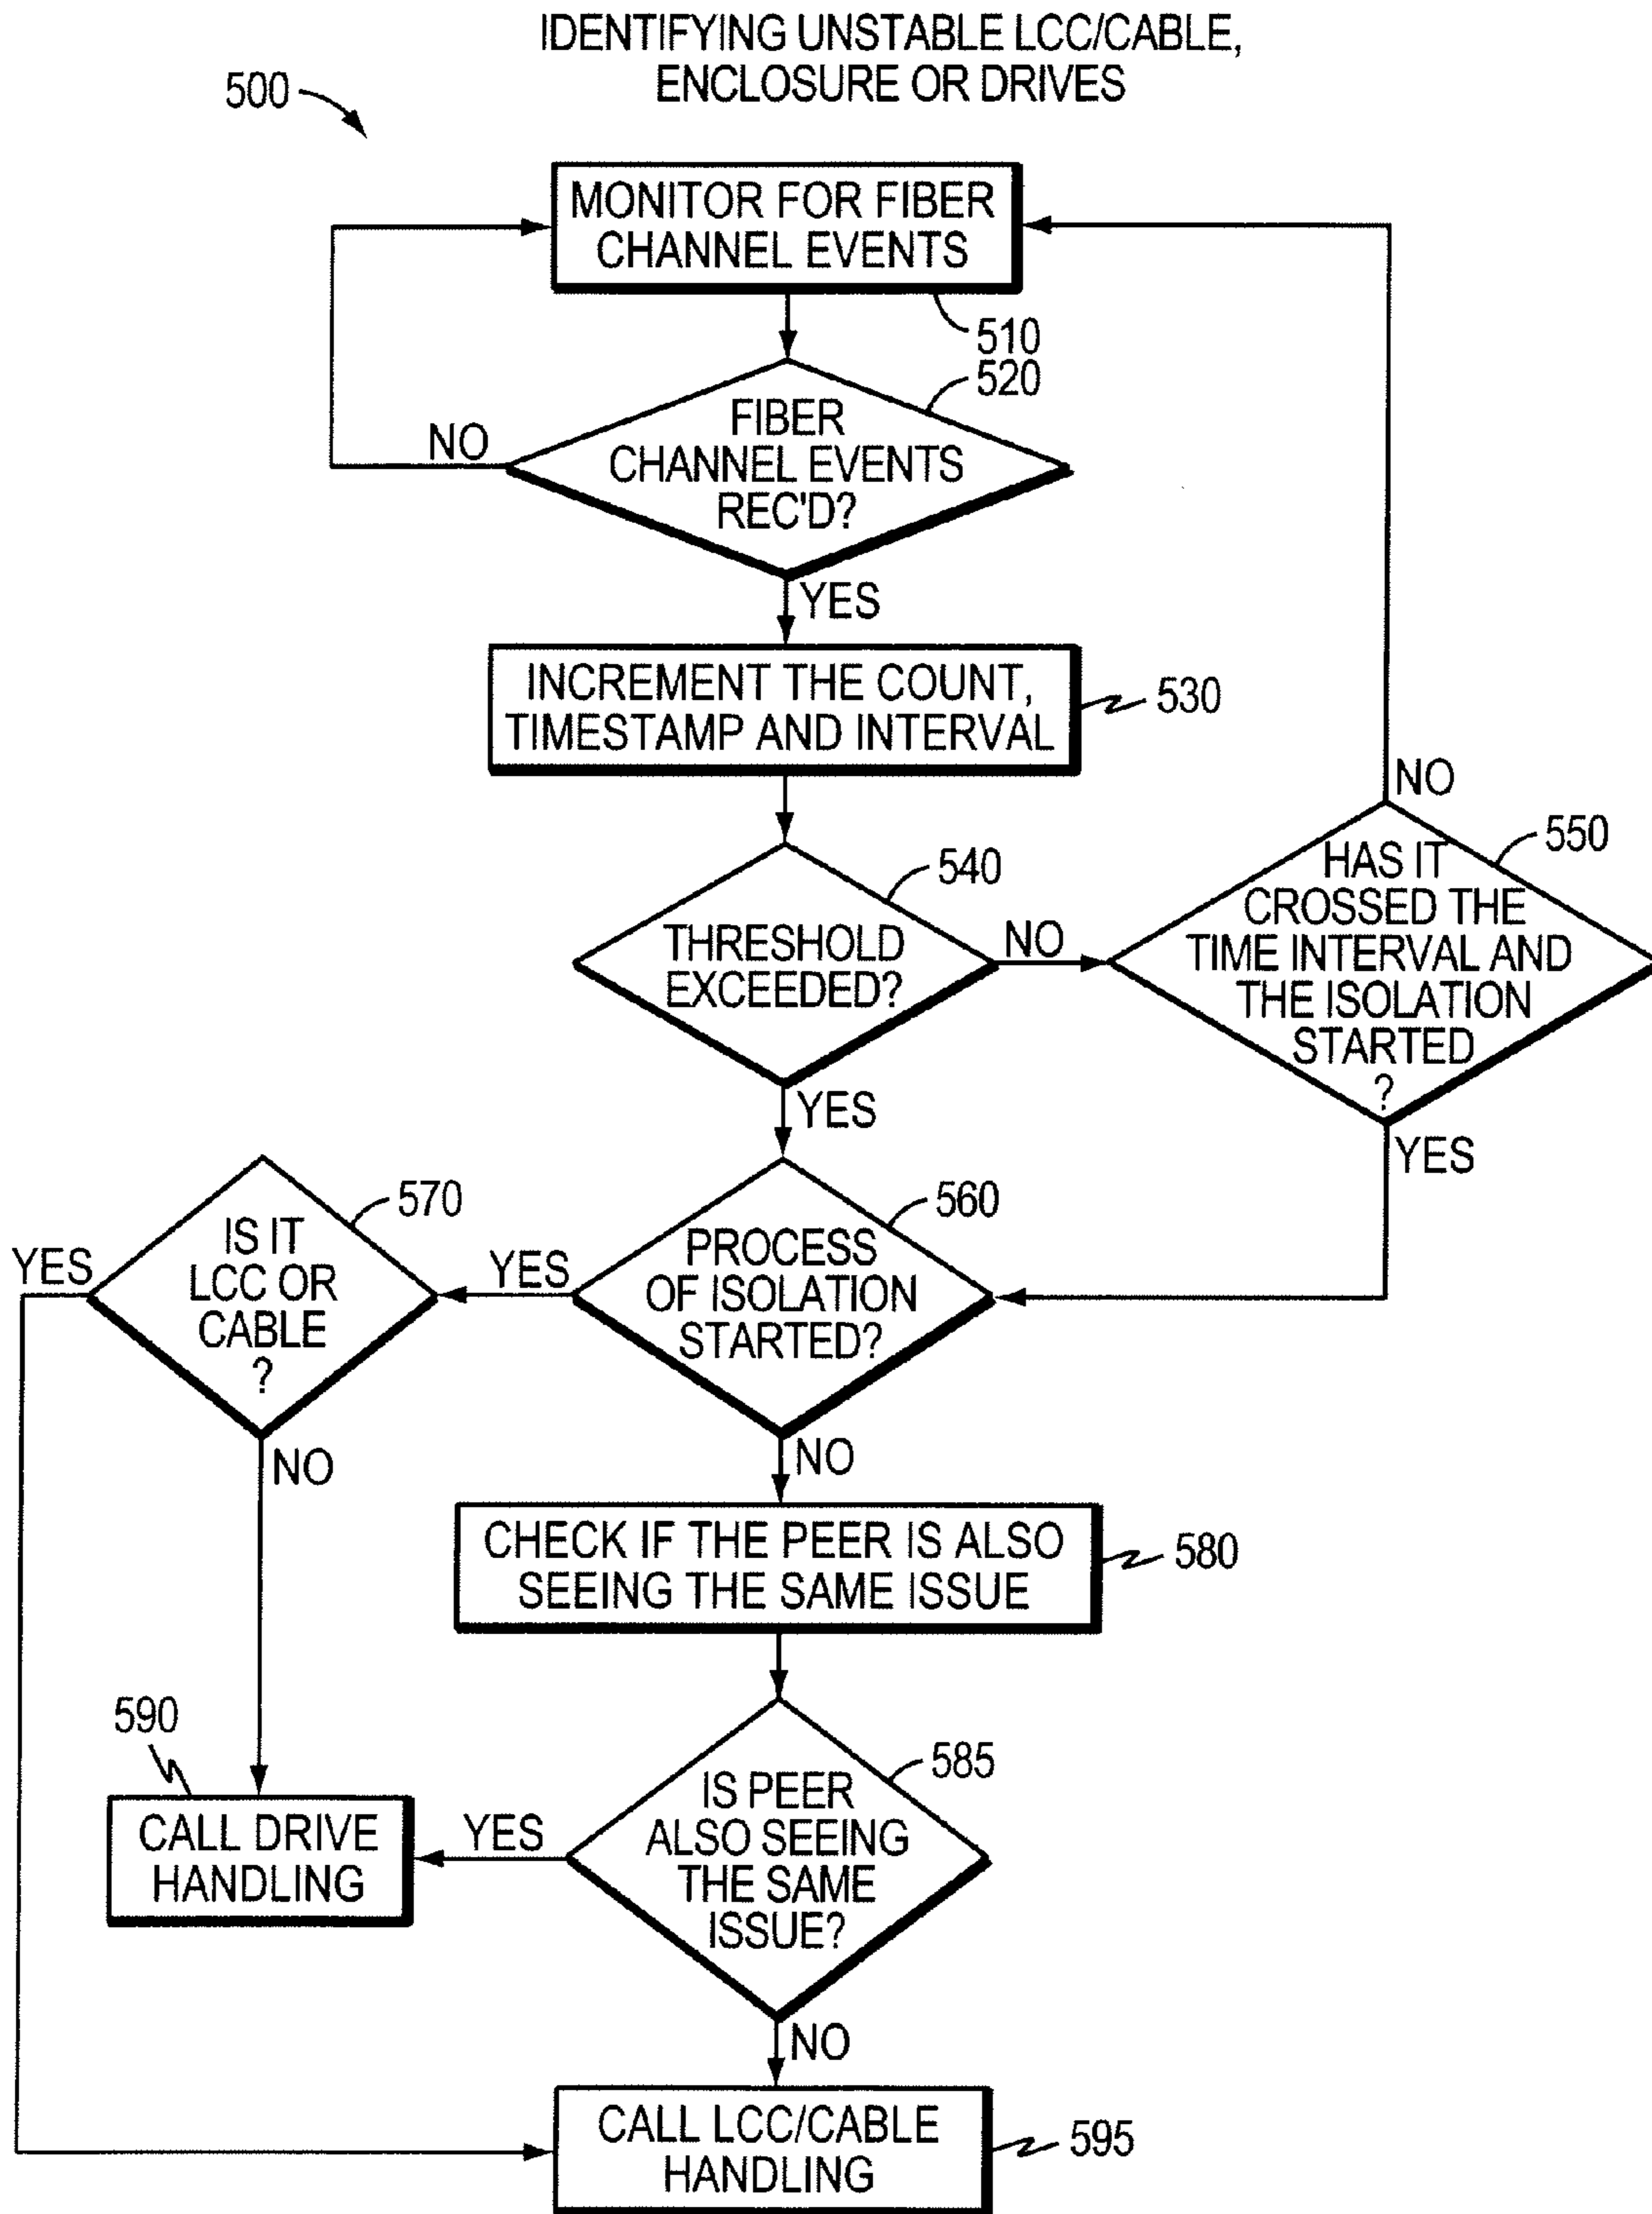 IDENTIFYING UNSTABLE LCC/CABLE,
ENCLOSURE OR DRIVES
500
MONITOR FOR FIBER
CHANNEL EVENTS
510
520
FIBER
CHANNEL EVENTS
REC'D?
NO
YES
INCREMENT THE COUNT,
TIMESTAMP AND INTERVAL
530
540
THRESHOLD
EXCEEDED?
NO
YES
NO
550
HAS IT
CROSSED THE
TIME INTERVAL AND
THE ISOLATION
STARTED
?
YES
560
PROCESS
OF ISOLATION
STARTED?
YES
NO
570
IS IT
LCC OR
CABLE
?
YES
NO
CHECK IF THE PEER IS ALSO
SEEING THE SAME ISSUE
580
585
IS PEER
ALSO SEEING
THE SAME
ISSUE?
YES
NO
590
CALL DRIVE
HANDLING
CALL LCC/CABLE
HANDLING
595